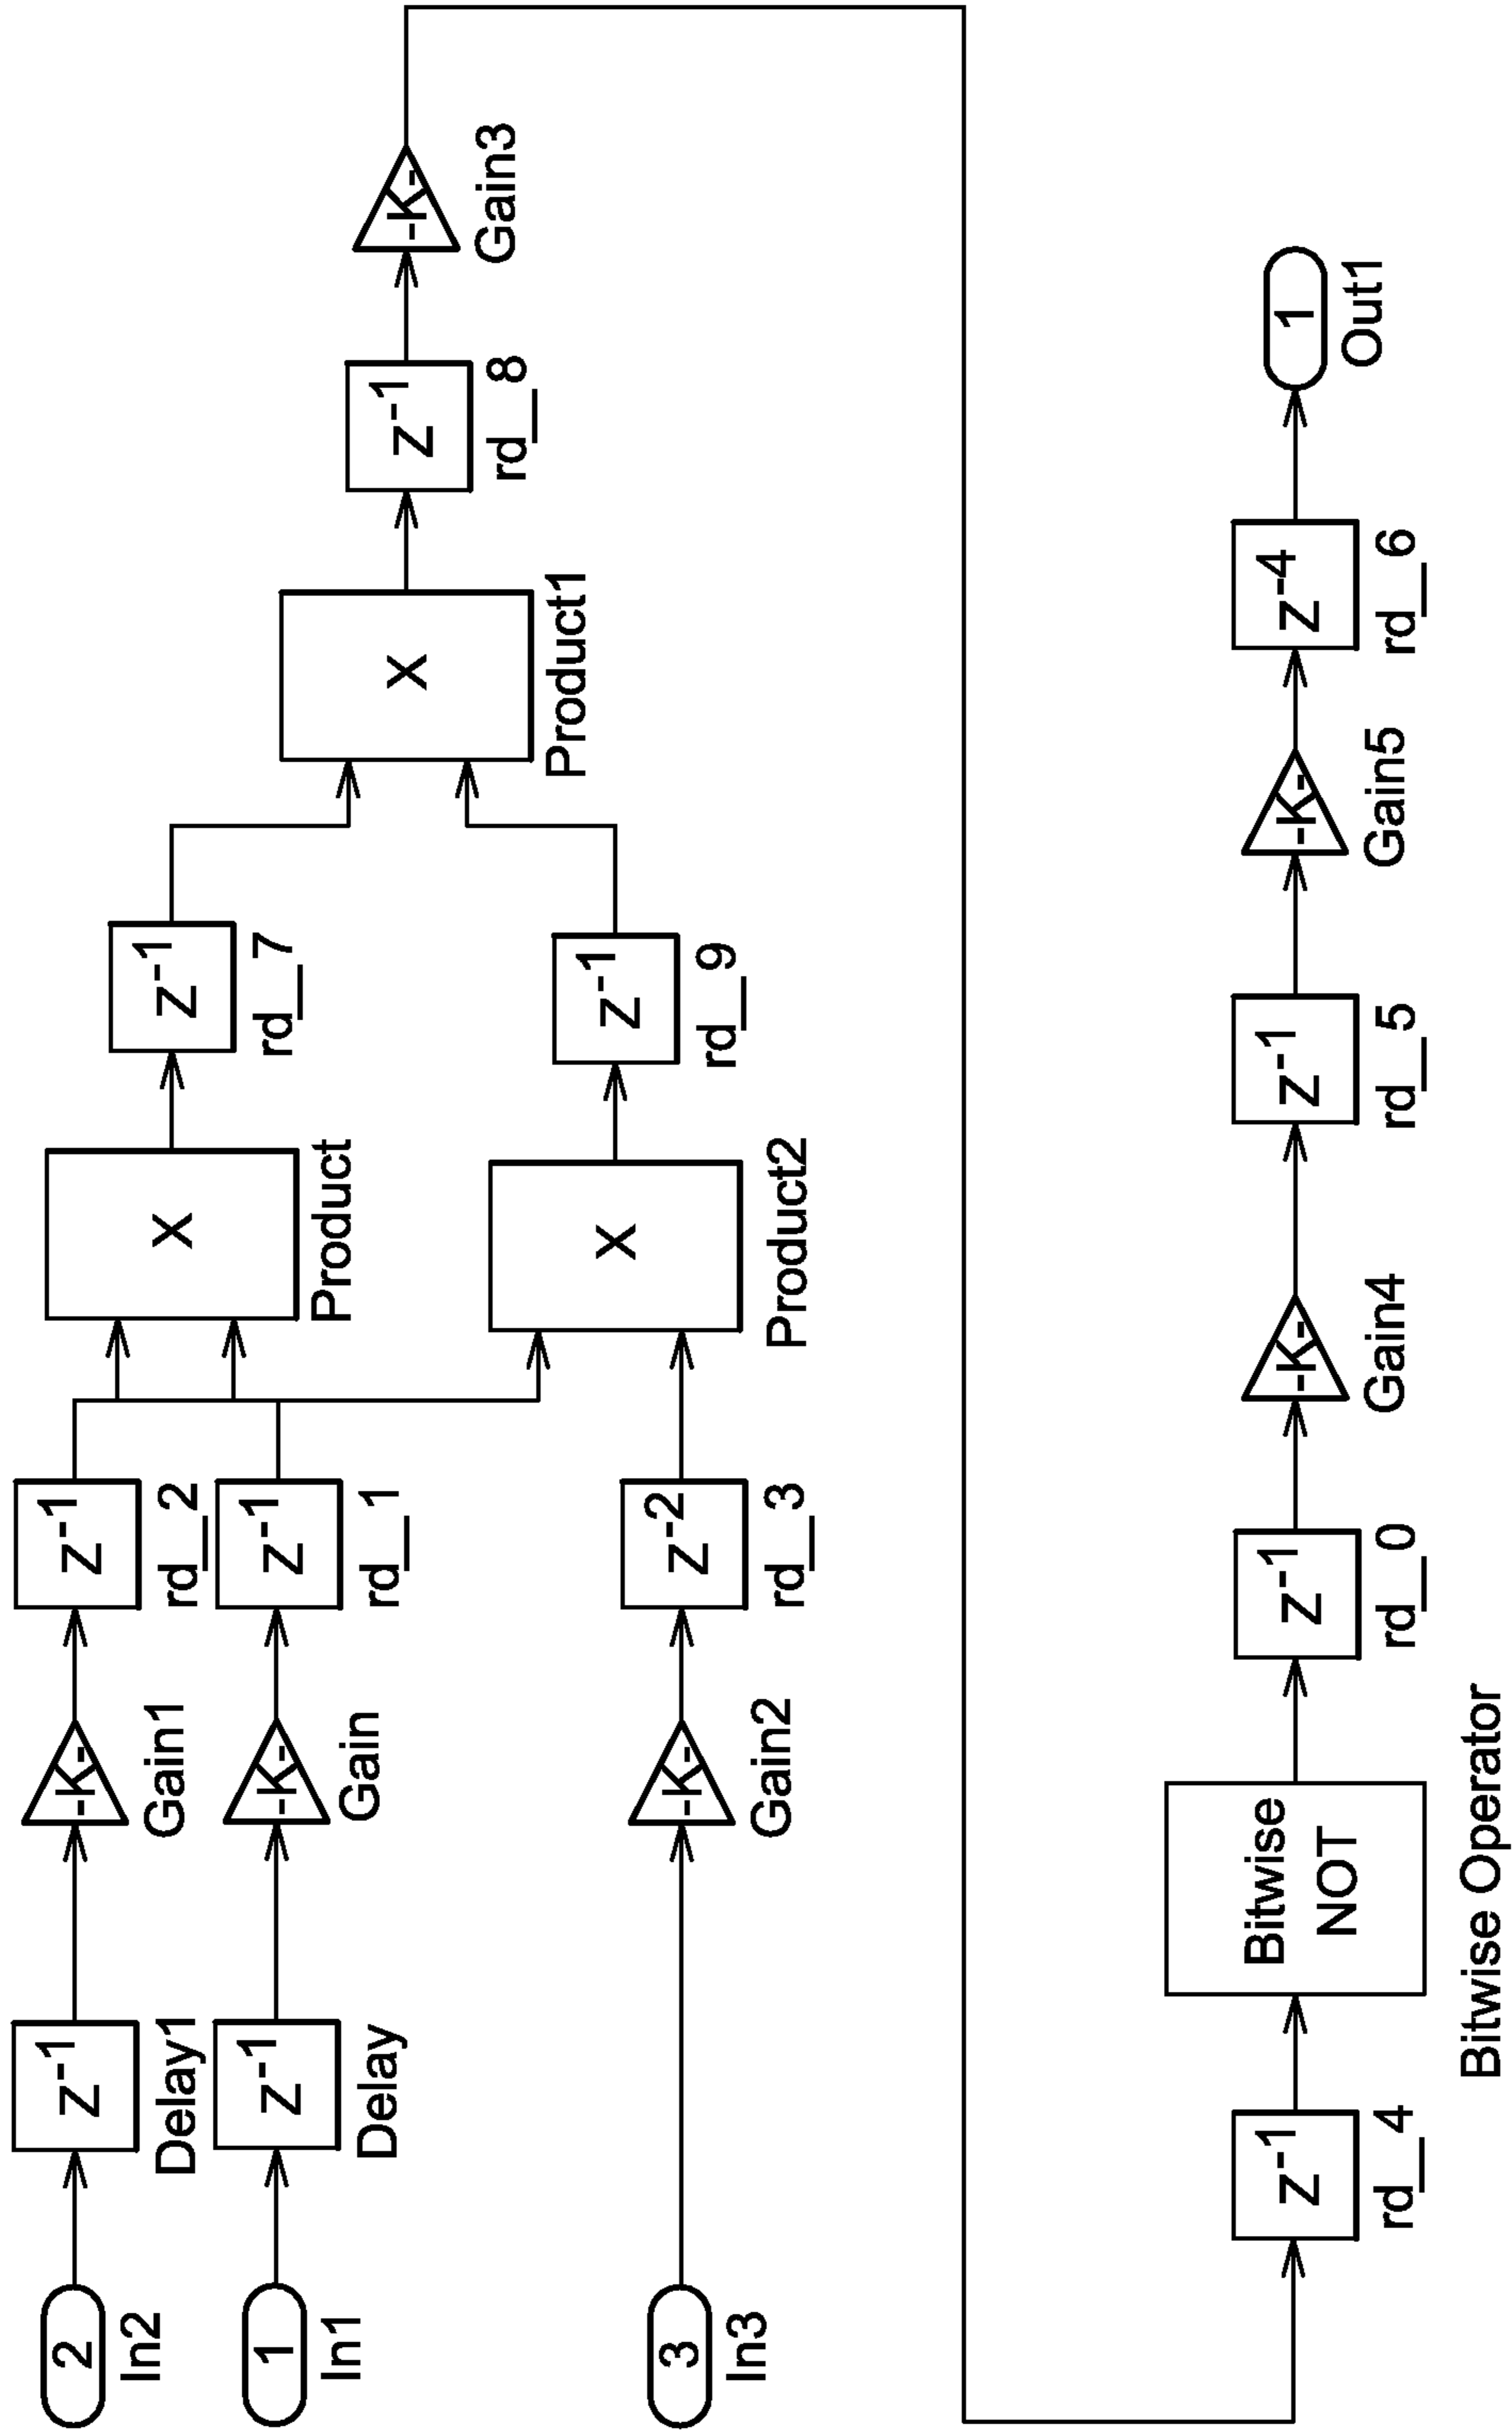 2
In2
z-1
Delay1
-K-
Gain1
z-1
rd_2
x
Product
z-1
rd_7
1
In1
z-1
Delay
-K-
Gain
z-1
rd_1
3
In3
-K-
Gain2
z-2
rd_3
x
Product2
z-1
rd_9
x
Product1
z-1
rd_8
-K-
Gain3
z-1
rd_4
Bitwise
NOT
Bitwise Operator
z-1
rd_0
-K-
Gain4
z-1
rd_5
-K-
Gain5
z-4
rd_6
1
Out1